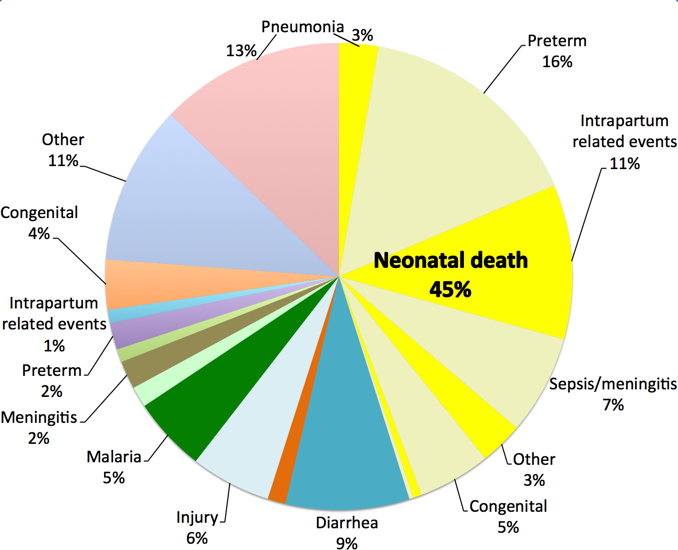 Pneumonia
3%
13%
Preterm
16%
Intrapartum
related events
11%
Neonatal death
45%
Sepsis/meningitis
7%
Other
3%
Congenital
5%
Diarrhea
9%
Injury
6%
Malaria
5%
Meningitis
2%
Preterm
2%
Intrapartum
related events
1%
Congenital
4%
Other
11%